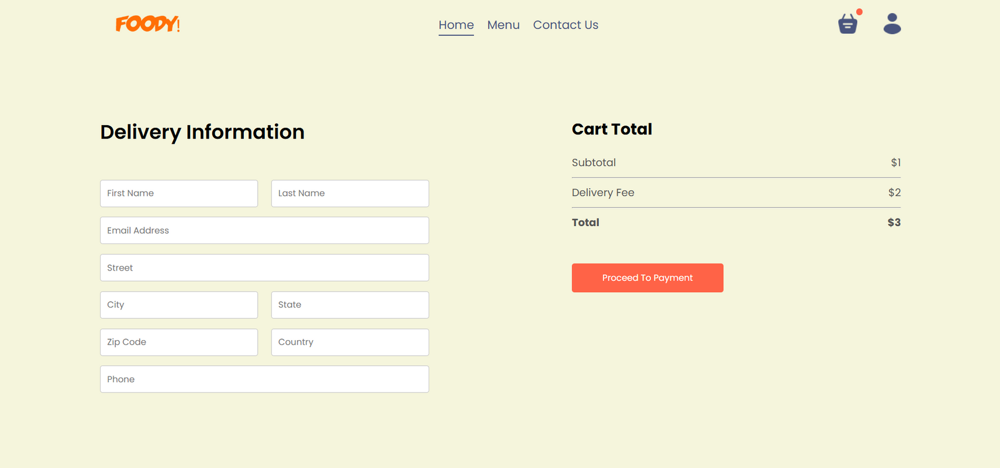 FOODY!
Home Menu Contact Us
Delivery Information
First Name Last Name
Email Address
Street
City State
Zip Code Country
Phone
Cart Total
Subtotal $1
Delivery Fee $2
Total $3
Proceed To Payment